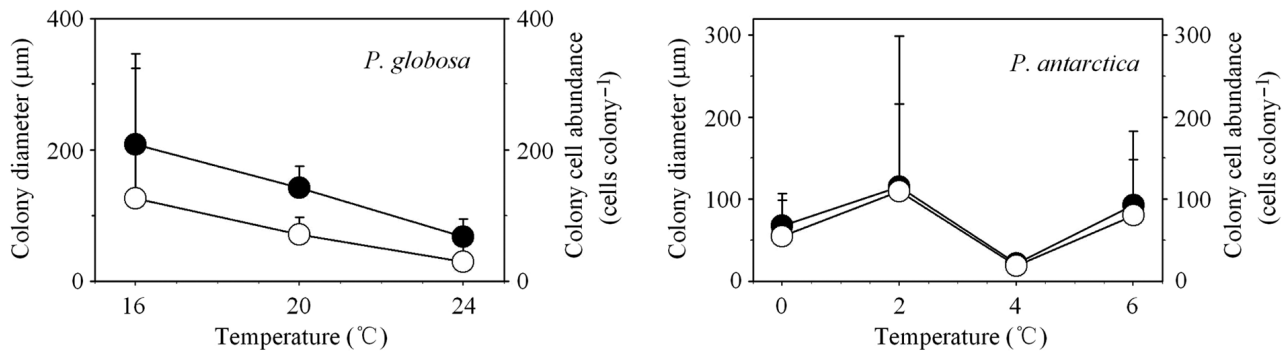 400
200
0
Colony diameter (μm)
P. globosa
400
200
0
Colony cell abundance
(cells colony⁻¹)
16
20
24
Temperature (℃)
300
200
100
0
Colony diameter (μm)
P. antarctica
300
200
100
0
Colony cell abundance
(cells colony⁻¹)
0
2
4
6
Temperature (℃)